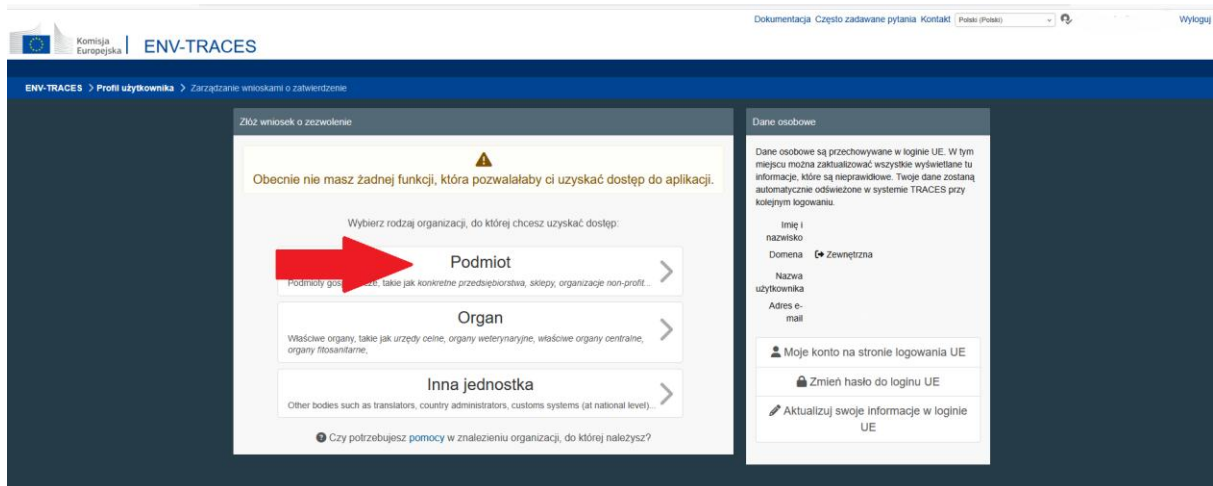 Dokumentacja Często zadawane pytania Kontakt Polski (Polski) Wyloguj
Komisja
Europejska
ENV-TRACES
ENV-TRACES > Profil użytkownika > Zarządzanie wnioskami o zatwierdzenie
Złóż wniosek o zezwolenie
Obecnie nie masz żadnej funkcji, która pozwalałaby ci uzyskać dostęp do aplikacji.
Wybierz rodzaj organizacji, do której chcesz uzyskać dostęp:
Podmiot
Podmioty takie jak konkretne przedsiębiorstwa, sklepy, organizacje non-profit...
Organ
Właściwe organy, takie jak urzędy celne, organy weterynaryjne, właściwe organy centralne,
organy fitosanitarne,
Inna jednostka
Other bodies such as translators, country administrators, customs systems (at national level)...
Czy potrzebujesz pomocy w znalezieniu organizacji, do której należysz?
Dane osobowe
Dane osobowe są przechowywane w loginie UE. W tym
miejscu można zaktualizować wszystkie wyświetlane tu
informacje, które są nieprawidłowe. Twoje dane zostaną
automatycznie odświeżone w systemie TRACES przy
kolejnym logowaniu.
Imię i
nazwisko
Domena Zewnętrzna
Nazwa
użytkownika
Adres e-
mail
Moje konto na stronie logowania UE
Zmień hasło do loginu UE
Aktualizuj swoje informacje w loginie
UE